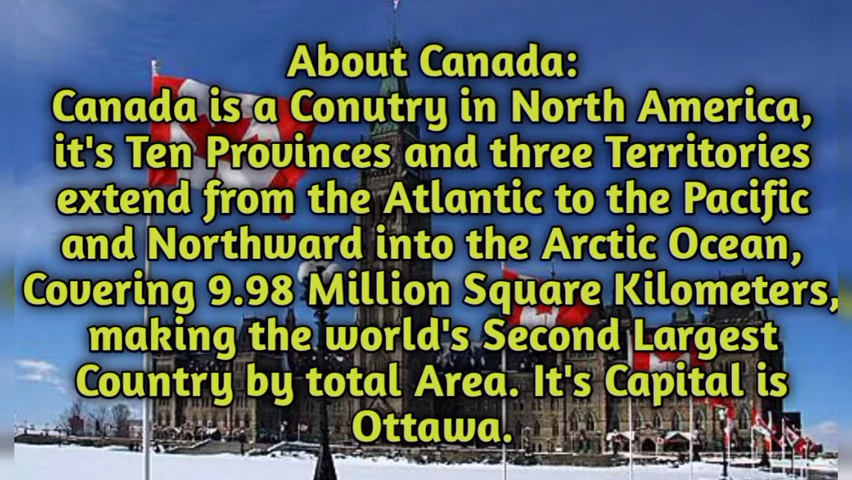 About Canada:
Canada is a Conutry in North America,
it's Ten Provinces and three Territories
extend from the Atlantic to the Pacific
and Northward into the Arctic Ocean,
Covering 9.98 Million Square Kilometers,
making the world's Second Largest
Country by total Area. It's Capital is
Ottawa.